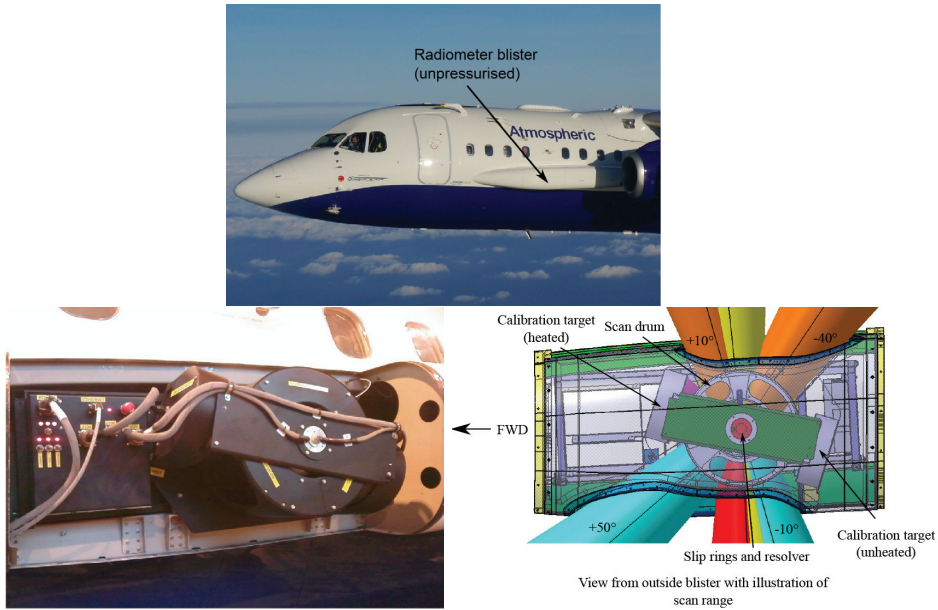 Radiometer blister
(unpressurised)
Atmospheric
Calibration target
(heated)
Scan drum
+10°
-40°
FWD
+50°
-10°
Slip rings and resolver
Calibration target
(unheated)
View from outside blister with illustration of
scan range